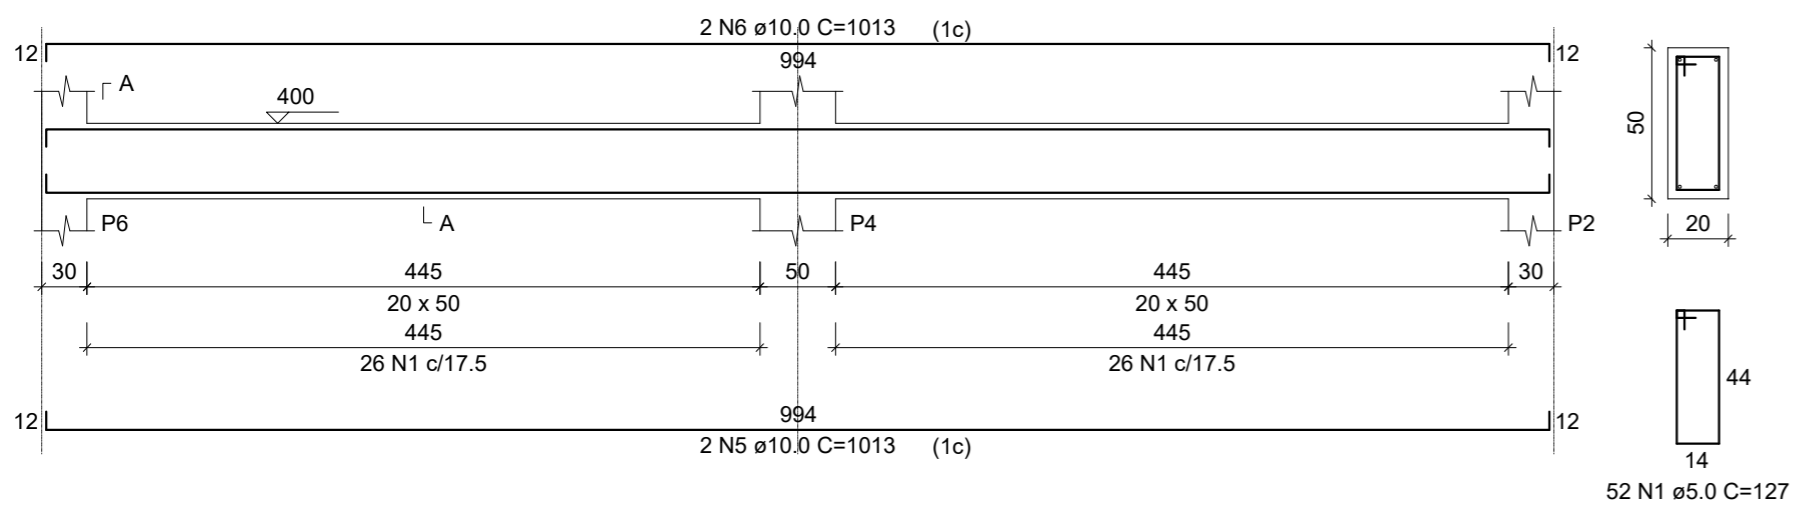 2 N6 ø10.0 C=1013 (1c)
12 994 12
A
400
50
P6 A P4 P2
20
30 445 50 445 30
20 x 50 20 x 50
445 445
26 N1 c/17.5 26 N1 c/17.5
44
12 994 12
2 N5 ø10.0 C=1013 (1c)
14
52 N1 ø5.0 C=127